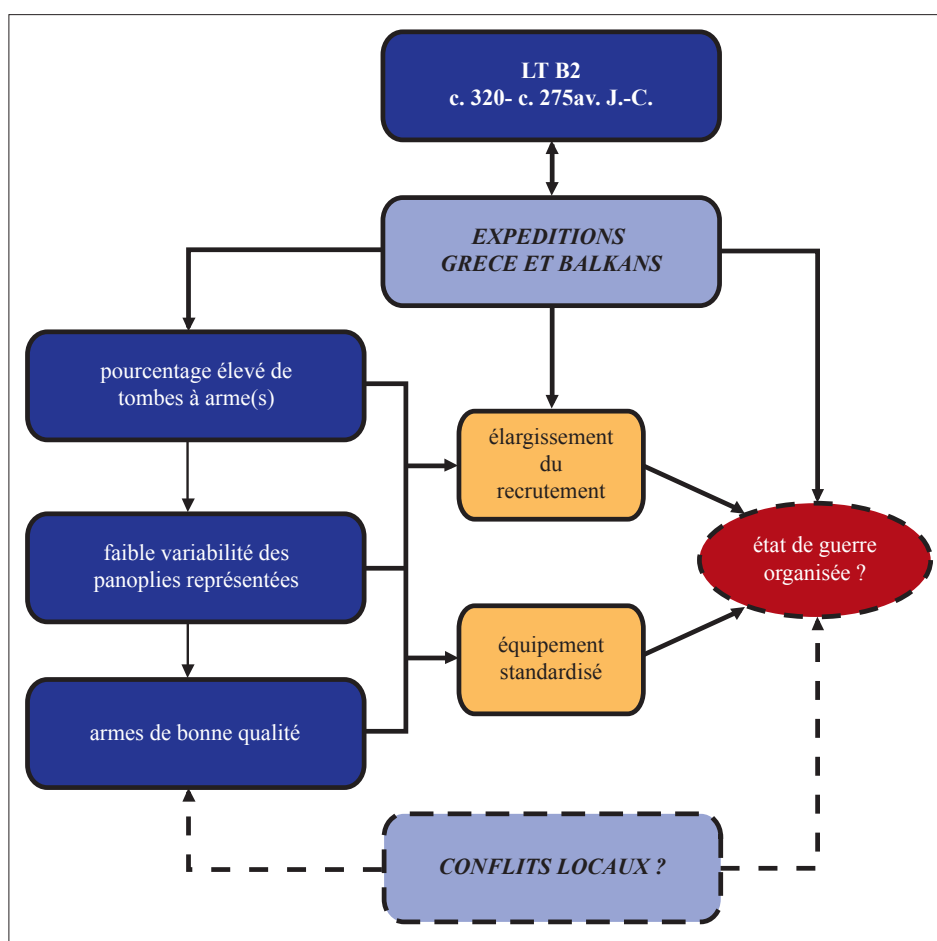 LT B2
c. 320- c. 275av. J.-C.
EXPEDITIONS
GRECE ET BALKANS
pourcentage élevé de
tombes à arme(s)
élargissement
du
recrutement
faible variabilité des
panoplies représentées
état de guerre
organisée ?
équipement
standardisé
armes de bonne qualité
CONFLITS LOCAUX ?